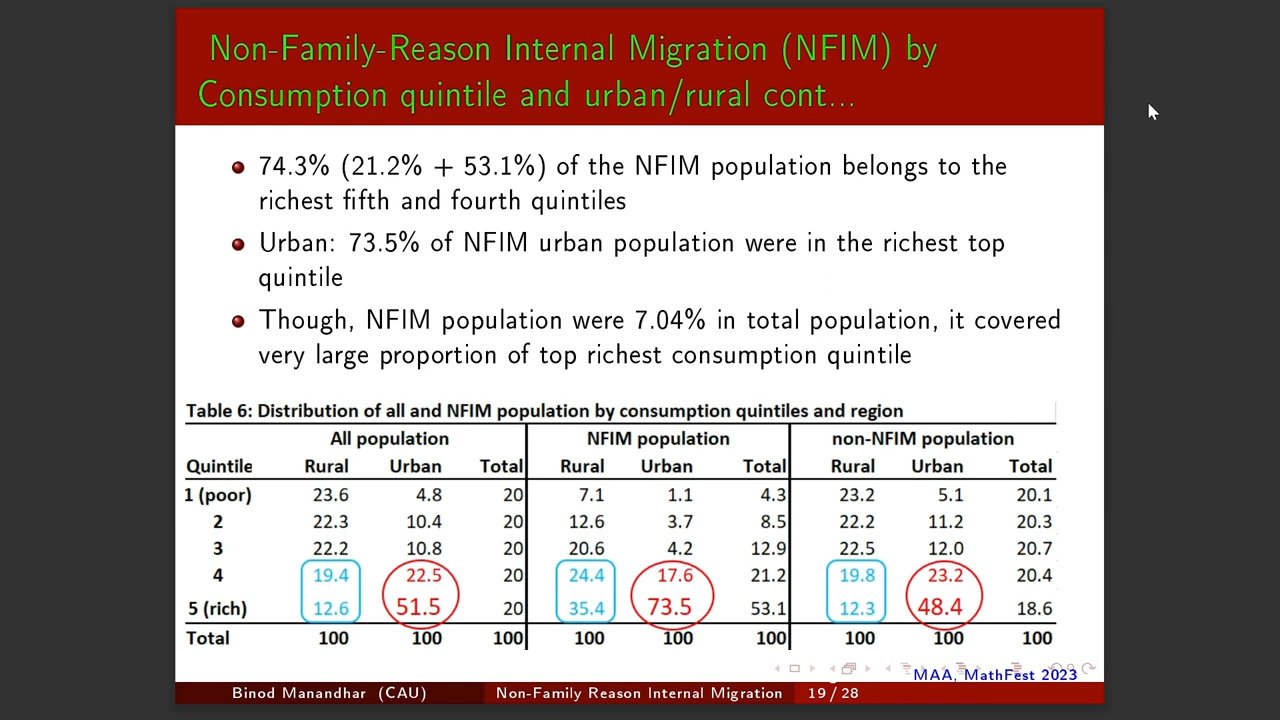 Non-Family-Reason Internal Migration (NFIM) by
Consumption quintile and urban/rural cont...
74.3% (21.2% + 53.1%) of the NFIM population belongs to the
richest fifth and fourth quintiles
Urban: 73.5% of NFIM urban population were in the richest top
quintile
Though, NFIM population were 7.04% in total population, it covered
very large proportion of top richest consumption quintile
Table 6: Distribution of all and NFIM population by consumption quintiles and region
All population NFIM population non-NFIM population
Quintile Rural Urban Total Rural Urban Total Rural Urban Total
1 (poor) 23.6 4.8 20 7.1 1.1 4.3 23.2 5.1 20.1
2 22.3 10.4 20 12.6 3.7 8.5 22.2 11.2 20.3
3 22.2 10.8 20 20.6 4.2 12.9 22.5 12.0 20.7
4 19.4 22.5 20 24.4 17.6 21.2 19.8 23.2 20.4
5 (rich) 12.6 51.5 20 35.4 73.5 53.1 12.3 48.4 18.6
Total 100 100 100 100 100 100 100 100 100
MAA, MathFest 2023
Binod Manandhar (CAU) Non-Family Reason Internal Migration 19 / 28